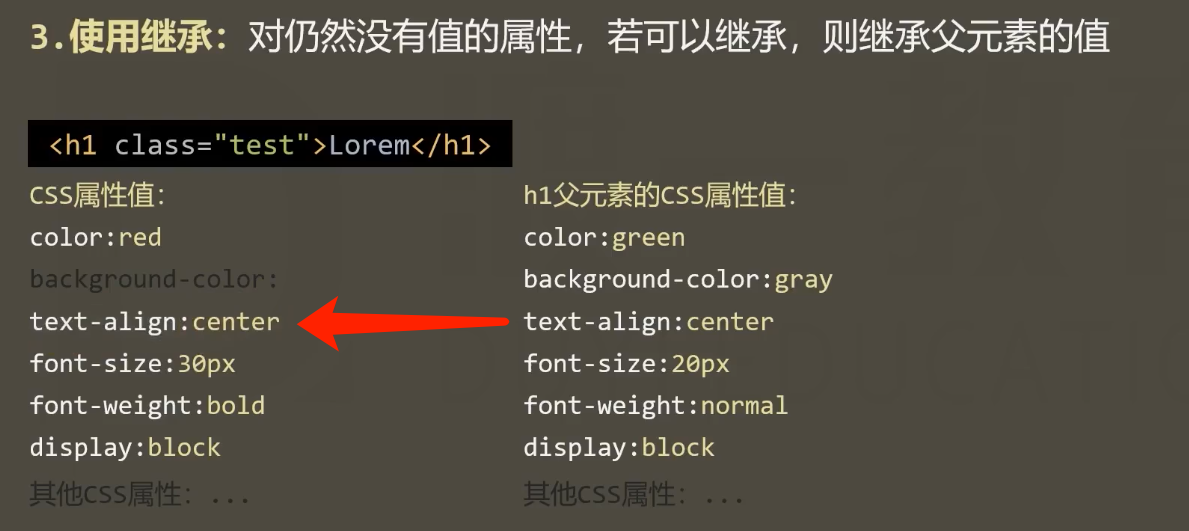 3.使用继承：对仍然没有值的属性，若可以继承，则继承父元素的值
<h1 class="test">Lorem</h1>
CSS属性值：
color:red
background-color:
text-align:center
font-size:30px
font-weight:bold
display:block
其他CSS属性：...
h1父元素的CSS属性值：
color:green
background-color:gray
text-align:center
font-size:20px
font-weight:normal
display:block
其他CSS属性：...